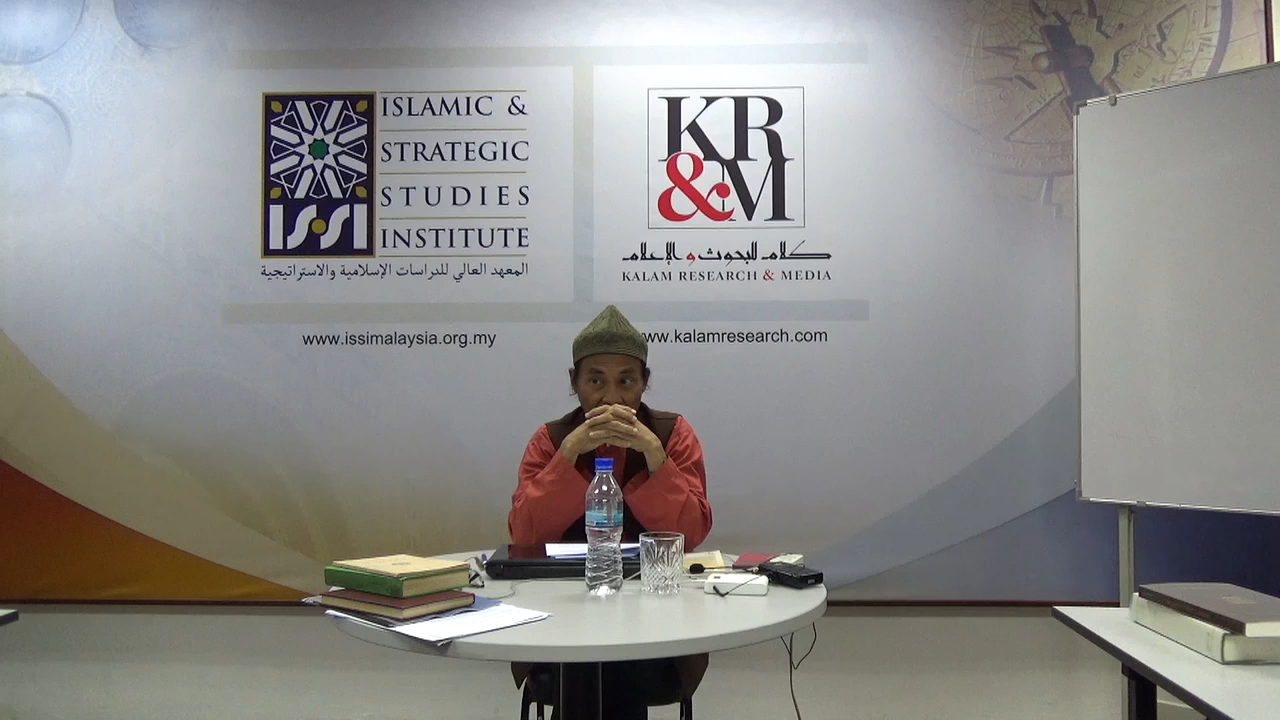 ISLAMIC &
STRATEGIC
STUDIES
INSTITUTE
ISSI
المعهد العالي للدراسات الإسلامية والاستراتيجية
www.issimalaysia.org.my
KR
&M
كلام للبحوث والإعلام
KALAM RESEARCH & MEDIA
www.kalamresearch.com